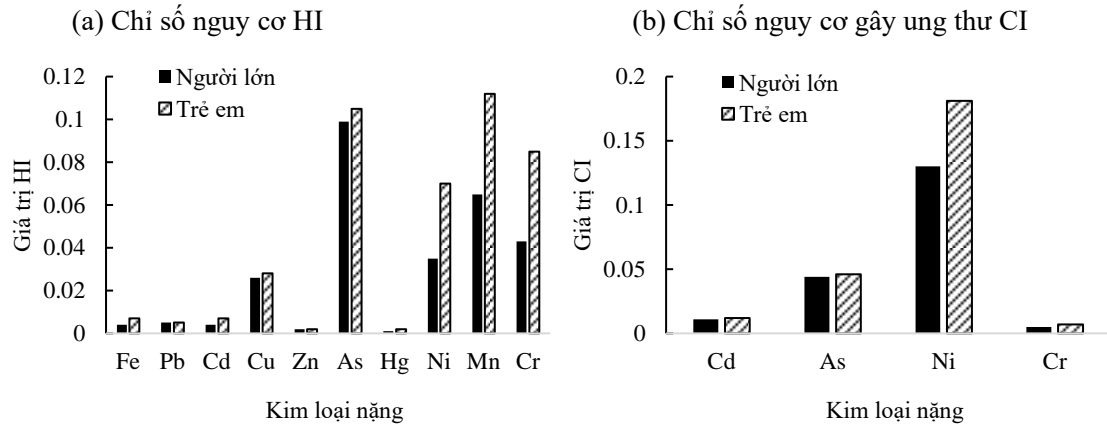 (a) Chỉ số nguy cơ HI
Người lớn
Trẻ em
0.12
0.1
0.08
0.06
0.04
0.02
0
Giá trị HI
Fe Pb Cd Cu Zn As Hg Ni Mn Cr
Kim loại nặng
(b) Chỉ số nguy cơ gây ung thư CI
Người lớn
Trẻ em
0.2
0.15
0.1
0.05
0
Giá trị CI
Cd As Ni Cr
Kim loại nặng